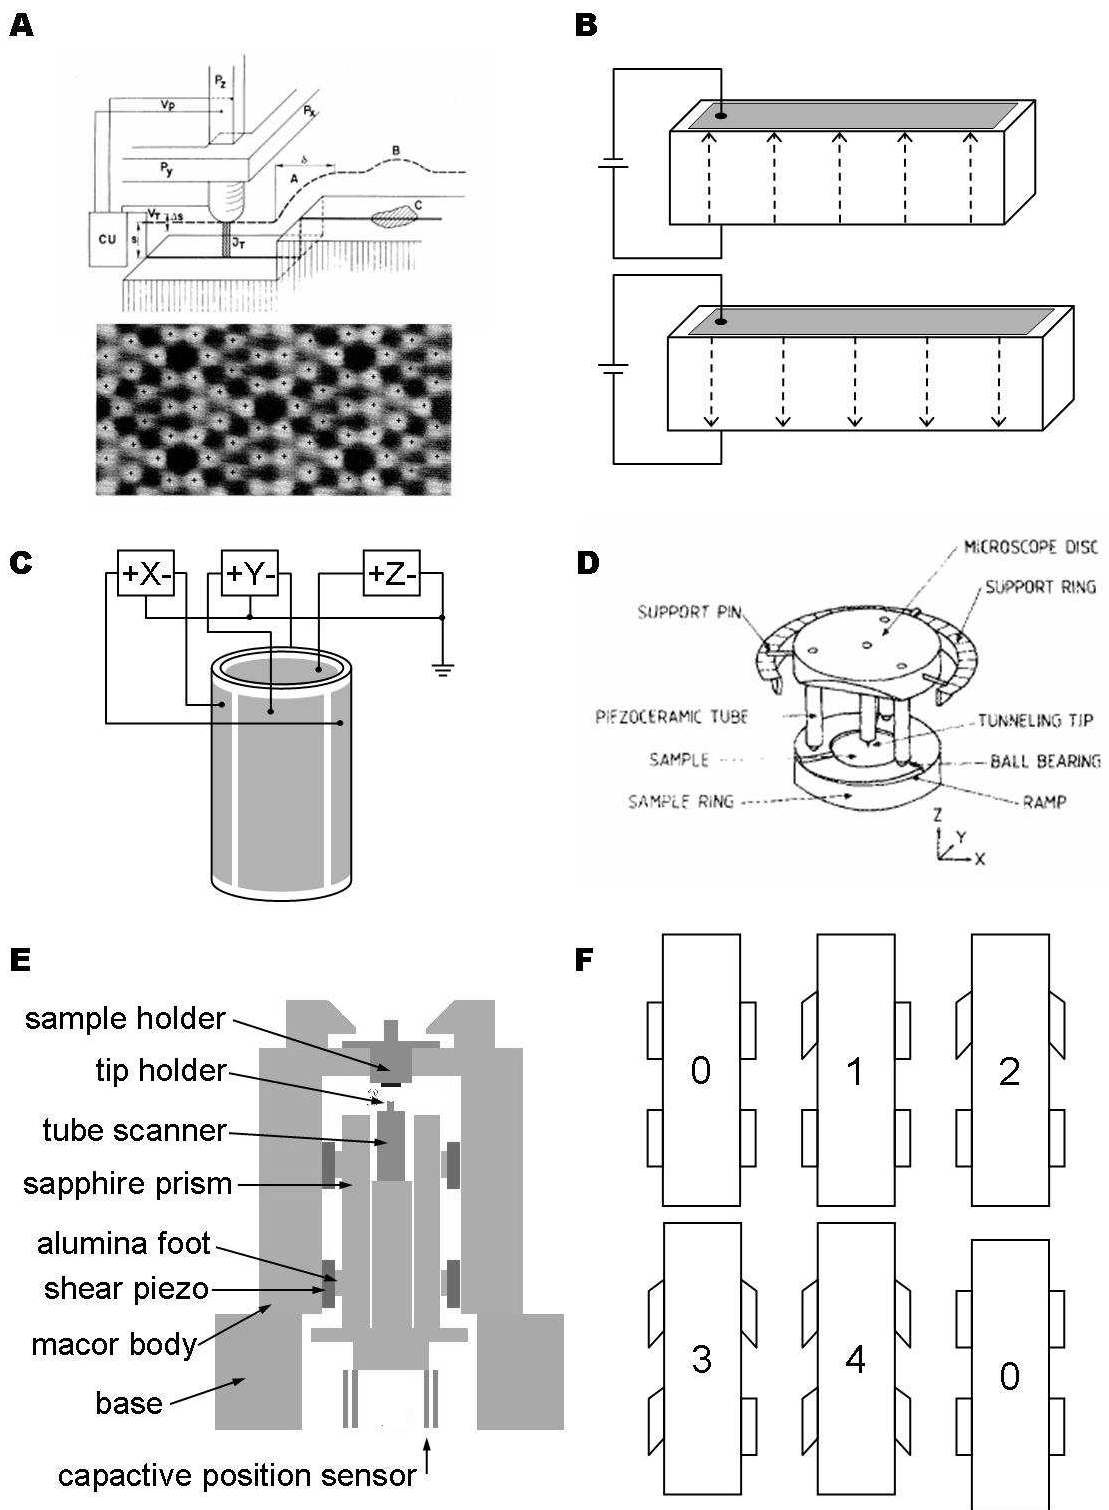 A
Pz
Vp
Px
Py
δ
A
B
C
VT
Δs
s
CU
JT
B
C
+X-
+Y-
+Z-
D
MICROSCOPE DISC
SUPPORT RING
SUPPORT PIN
PIEZOCERAMIC TUBE
TUNNELING TIP
SAMPLE
BALL BEARING
SAMPLE RING
RAMP
Z
Y
X
E
sample holder
tip holder
tube scanner
sapphire prism
alumina foot
shear piezo
macor body
base
capactive position sensor
F
0
1
2
3
4
0